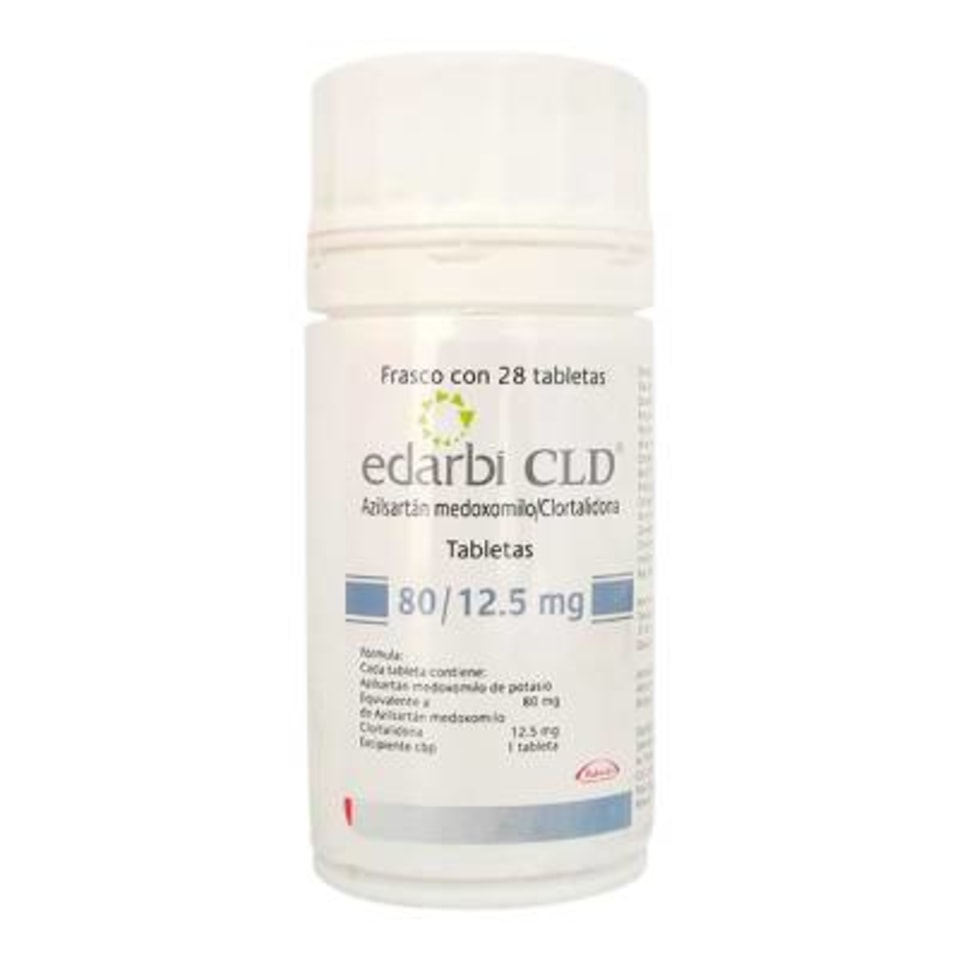 Frasco con 28 tabletas
edarbi CLD®
Azilsartán medoxomilo/Clortalidona
Tabletas
80/12.5 mg
Fórmula:
Cada tableta contiene:
Azilsartán medoxomilo de potasio
Equivalente a 80 mg
de Azilsartán medoxomilo
Clortalidona 12.5 mg
Excipiente cbp 1 tableta
Takeda